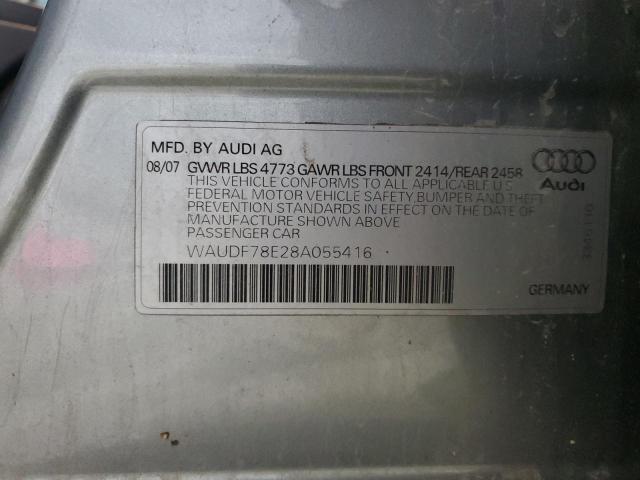 MFD. BY AUDI AG
08/07 GVWR LBS 4773 GAWR LBS FRONT 2414/REAR 2458
THIS VEHICLE CONFORMS TO ALL APPLICABLE U.S.
FEDERAL MOTOR VEHICLE SAFETY, BUMPER AND THEFT
PREVENTION STANDARDS IN EFFECT ON THE DATE OF
MANUFACTURE SHOWN ABOVE
PASSENGER CAR
WAUDF78E28A055416
Audi
GERMANY